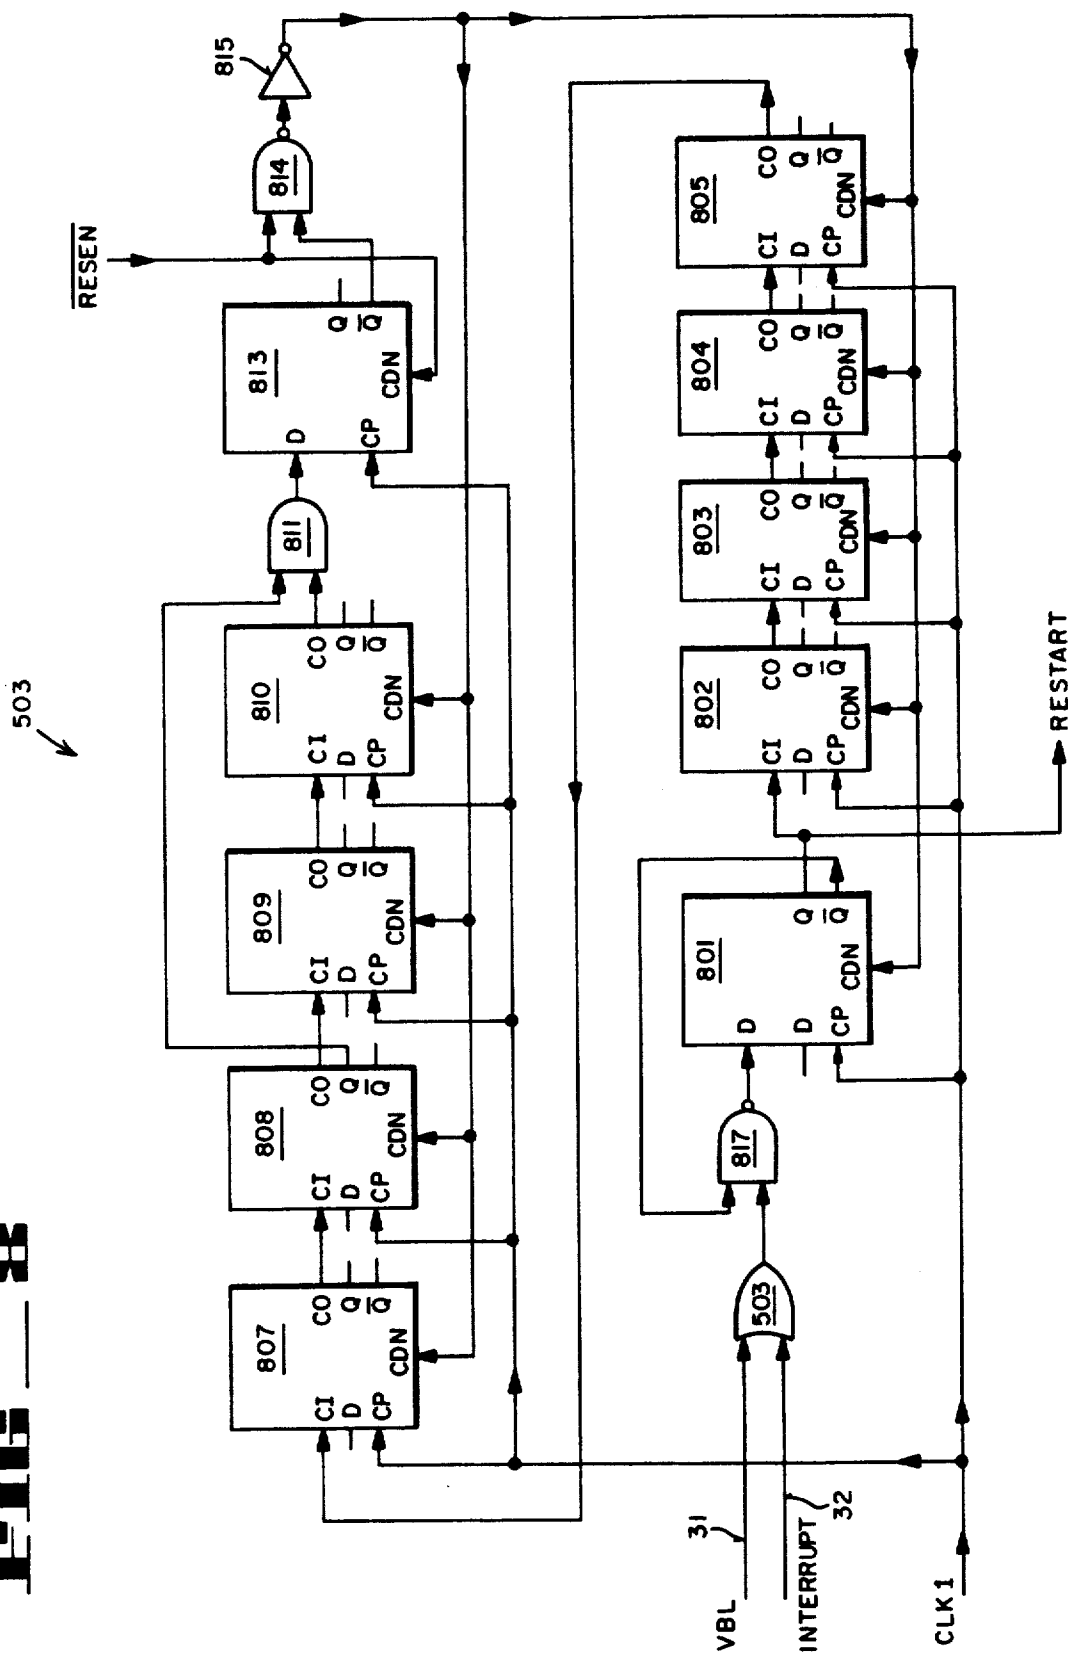 FIG_8
503
RESEN
815
807
CI
D
CP
CO
Q
Q
CDN
808
CI
D
CP
CO
Q
Q
CDN
809
CI
D
CP
CO
Q
Q
CDN
810
CI
D
CP
CO
Q
Q
CDN
811
813
D
CP
Q
Q
CDN
814
VBL
31
INTERRUPT
32
503
817
801
D
D
CP
Q
Q
CDN
802
CI
D
CP
CO
Q
Q
CDN
803
CI
D
CP
CO
Q
Q
CDN
804
CI
D
CP
CO
Q
Q
CDN
805
CI
D
CP
CO
Q
Q
CDN
CLK1
RESTART